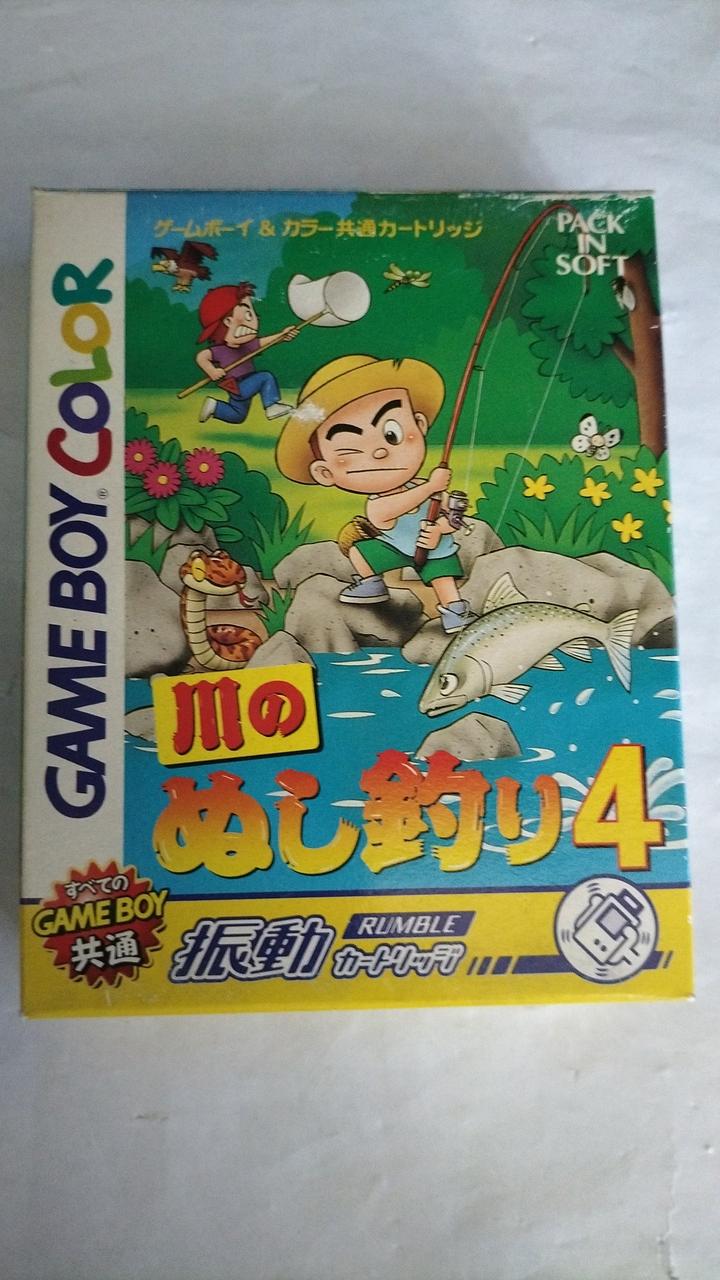 ゲームボーイ & カラー共通カートリッジ
PACK
IN
SOFT
GAME BOY® COLOR
川の
ぬし釣り4
すべての
GAME BOY
共通
振動
RUMBLE
カートリッジ